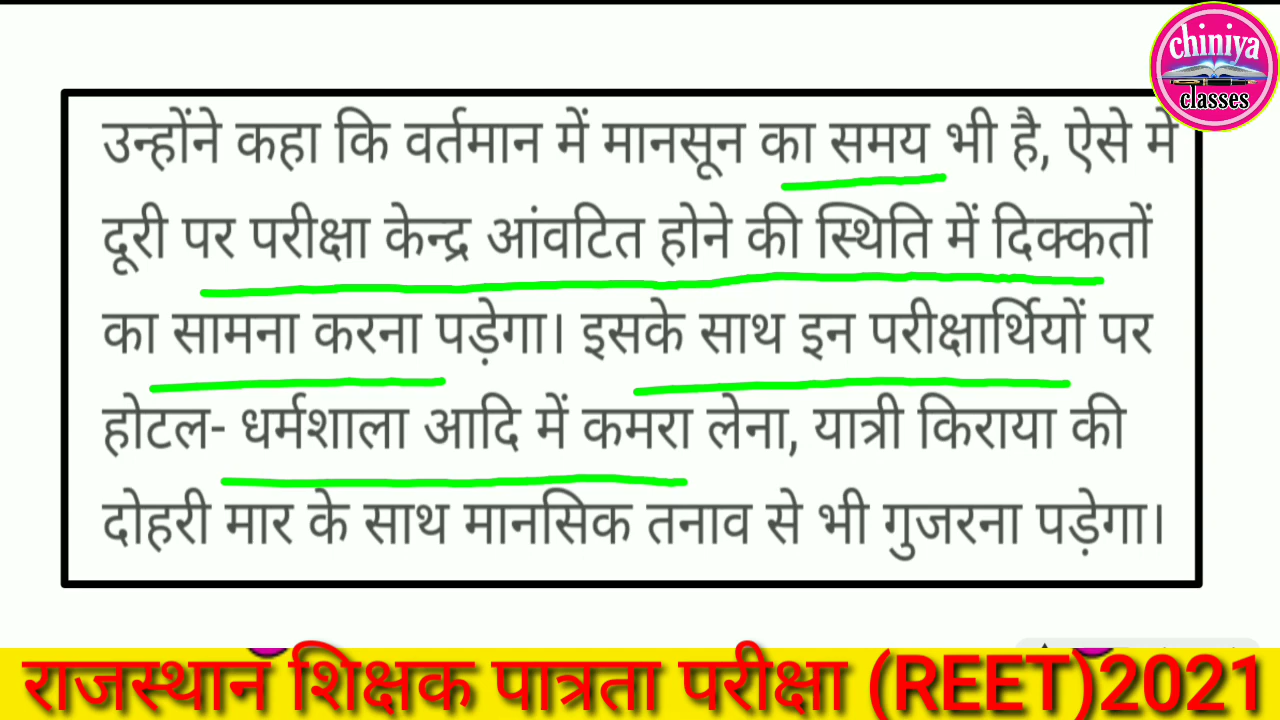 chiniya
classes
उन्होंने कहा कि वर्तमान में मानसून का समय भी है, ऐसे में
दूरी पर परीक्षा केन्द्र आंवटित होने की स्थिति में दिक्कतों
का सामना करना पड़ेगा। इसके साथ इन परीक्षार्थियों पर
होटल- धर्मशाला आदि में कमरा लेना, यात्री किराया की
दोहरी मार के साथ मानसिक तनाव से भी गुजरना पड़ेगा।
राजस्थान शिक्षक पात्रता परीक्षा (REET)2021